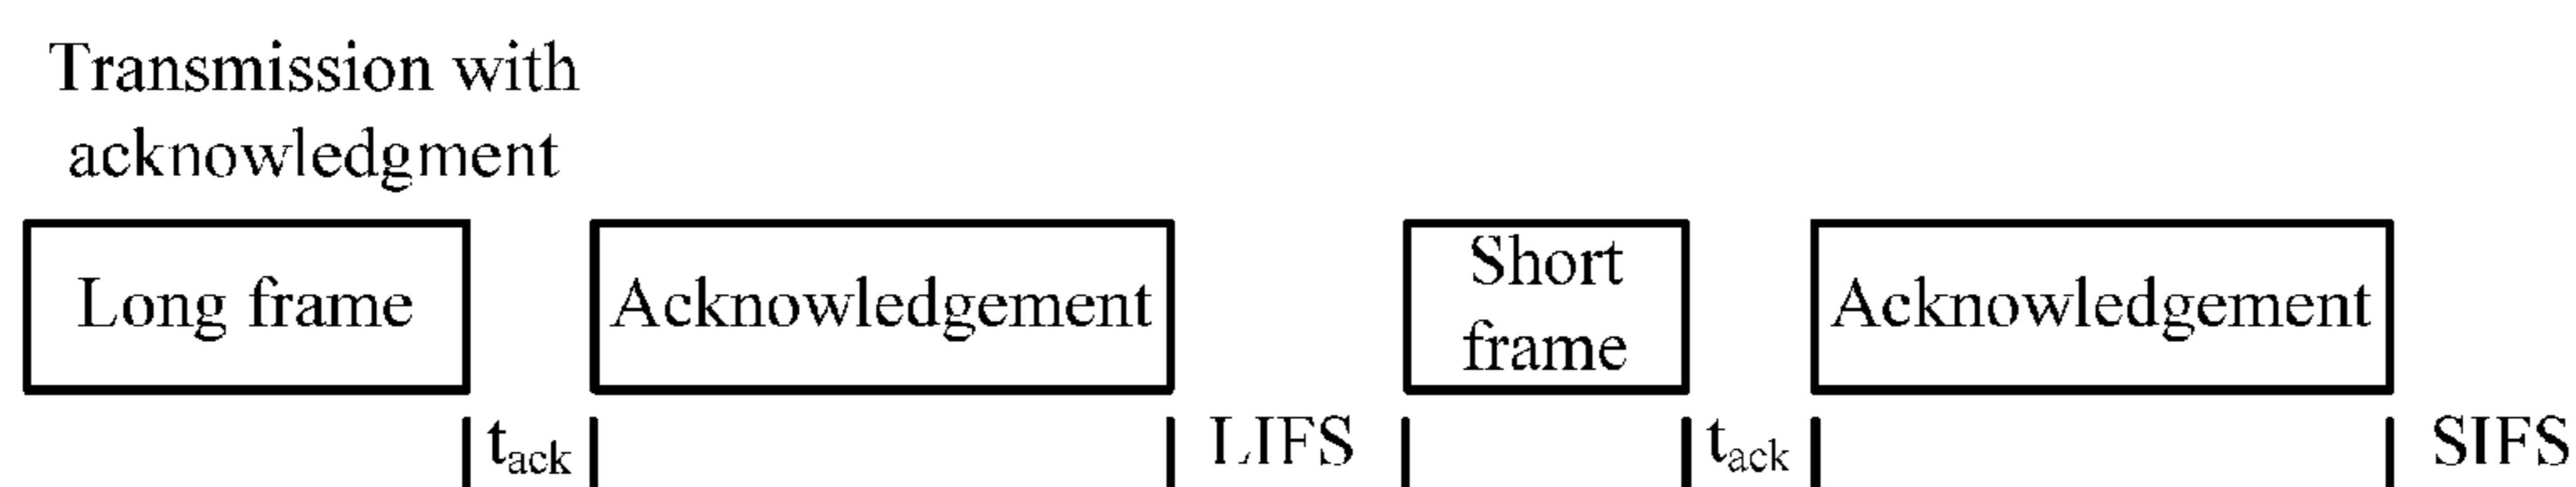 Transmission with
acknowledgment
Long frame
Acknowledgement
Short
frame
Acknowledgement
tack
LIFS
tack
SIFS